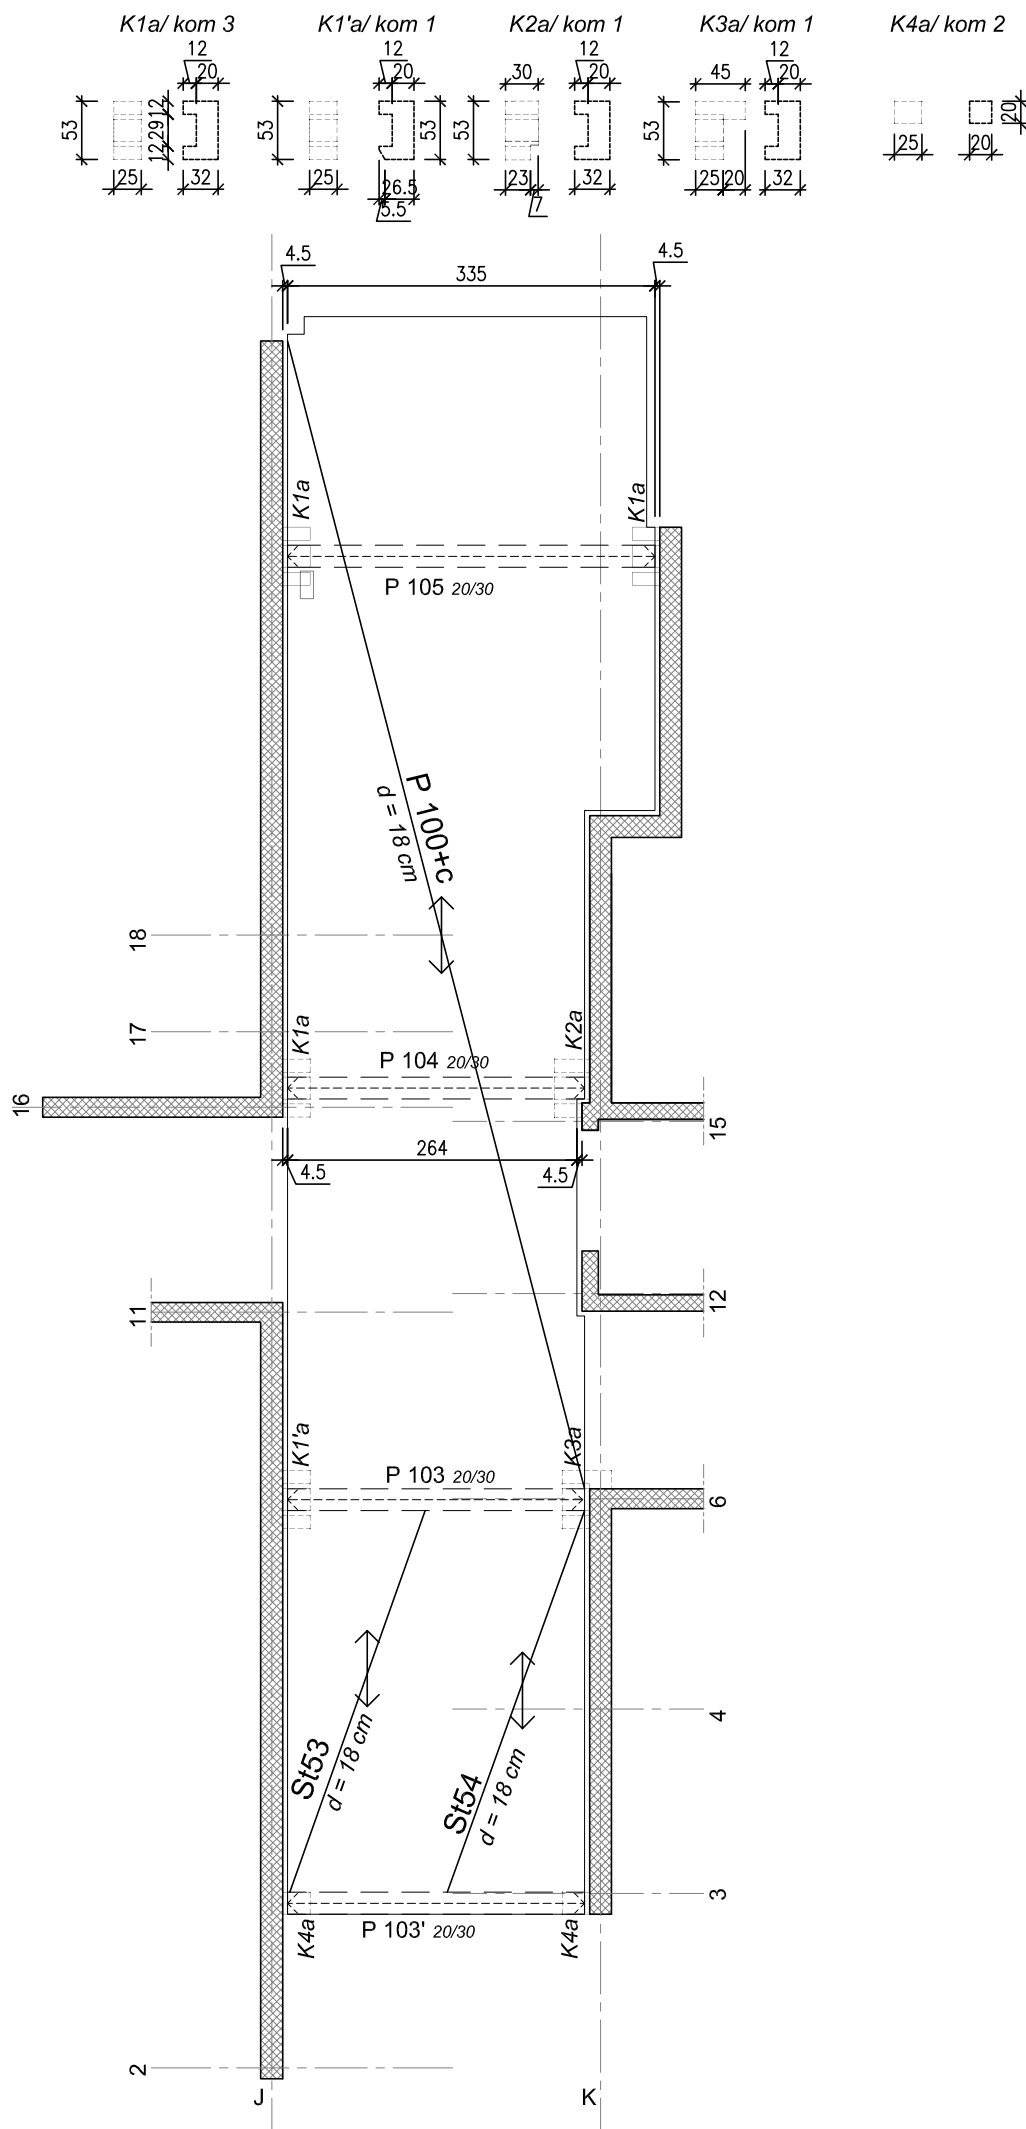 K1a/ kom 3
K1'a/ kom 1
K2a/ kom 1
K3a/ kom 1
K4a/ kom 2
12
20
53
12
29
12
25
32
12
20
53
53
25
26.5
5.5
30
12
20
53
23
7
32
45
12
20
53
25
20
32
20
25
20
4.5
335
4.5
K1a
K1a
P 105 20/30
P 100+c
d = 18 cm
18
17
K1a
K2a
P 104 20/30
16
15
264
4.5
4.5
11
12
K1'a
K3a
P 103 20/30
6
St53
d = 18 cm
St54
d = 18 cm
4
3
K4a
P 103' 20/30
K4a
2
J
K